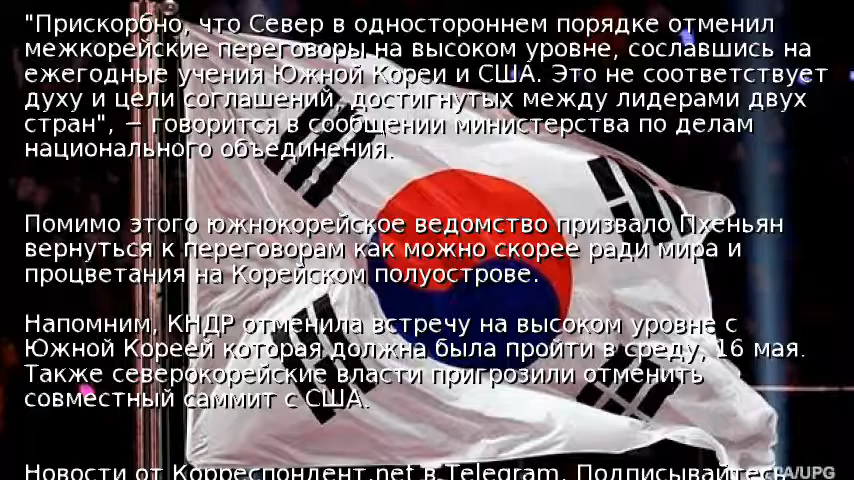 "Прискорбно, что Север в одностороннем порядке отменил
межкорейские переговоры на высоком уровне, сославшись на
ежегодные учения Южной Кореи и США. Это не соответствует
духу и цели соглашений, достигнутых между лидерами двух
стран", — говорится в сообщении министерства по делам
национального объединения.
Помимо этого южнокорейское ведомство призвало Пхеньян
вернуться к переговорам как можно скорее ради мира и
процветания на Корейском полуострове.
Напомним, КНДР отменила встречу на высоком уровне с
Южной Кореей которая должна была пройти в среду, 16 мая.
Также северокорейские власти пригрозили отменить
совместный саммит с США.
Новости от Корреспондент.net в Telegram. Подписывайтесь
/UPG